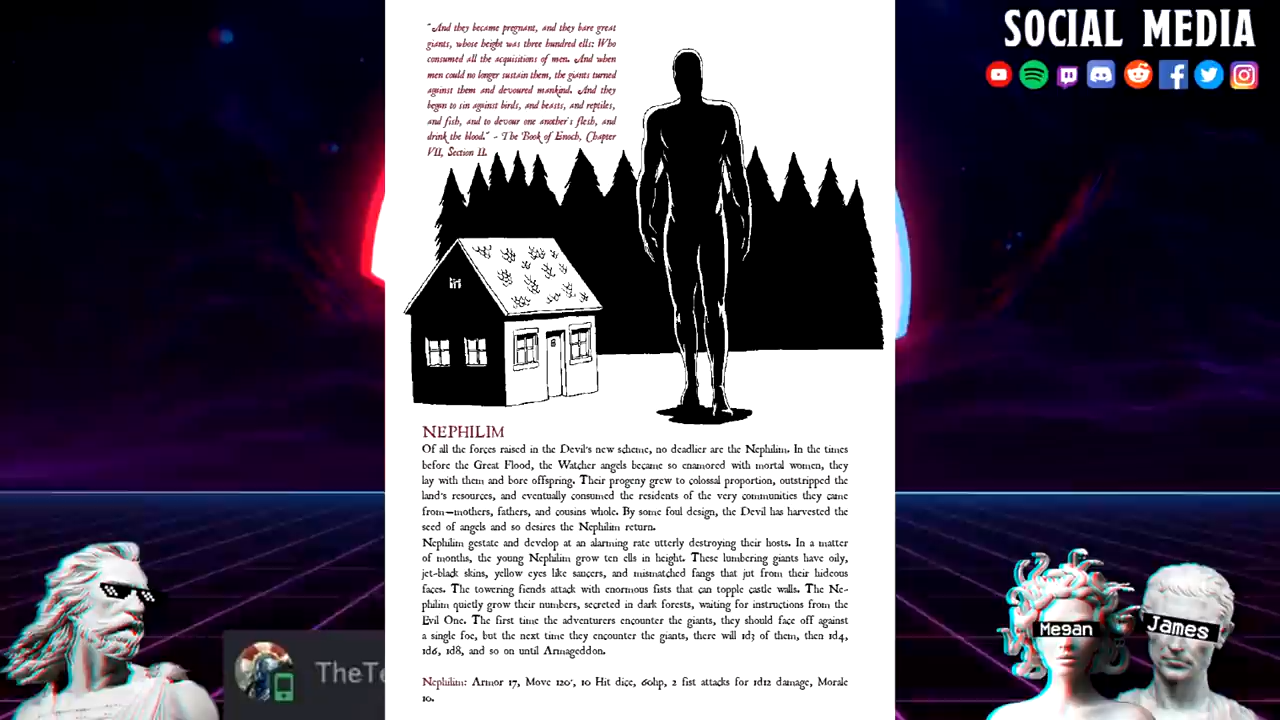 "And they became pregnant, and they bare great
giants, whose height was three hundred ells: Who
consumed all the acquisitions of men. And when
men could no longer sustain them, the giants turned
against them and devoured mankind. And they
began to sin against birds, and beasts, and reptiles,
and fish, and to devour one another's flesh, and
drink the blood." - The Book of Enoch, Chapter
VII, Section II.
SOCIAL MEDIA
NEPHILIM
Of all the forces raised in the Devil's new scheme, no deadlier are the Nephilim. In the times
before the Great Flood, the Watcher angels became so enamored with mortal women, they
lay with them and bore offspring. Their progeny grew to colossal proportion, outstripped the
land's resources, and eventually consumed the residents of the very communities they came
from—mothers, fathers, and cousins whole. By some foul design, the Devil has harvested the
seed of angels and so desires the Nephilim return.
Nephilim gestate and develop at an alarming rate utterly destroying their hosts. In a matter
of months, the young Nephilim grow ten ells in height. These lumbering giants have oily,
jet-black skins, yellow eyes like saucers, and mismatched fangs that jut from their hideous
faces. The towering fiends attack with enormous fists that can topple castle walls. The Ne-
philim quietly grow their numbers, secreted in dark forests, waiting for instructions from the
Evil One. The first time the adventurers encounter the giants, they should face off against
a single foe, but the next time they encounter the giants, there will 1d3 of them, then 1d4,
1d6, 1d8, and so on until Armageddon.
Nephilim: Armor 17, Move 120', 10 Hit dice, 60hp, 2 fist attacks for 1d12 damage, Morale
10.
TheTe
Megan
James